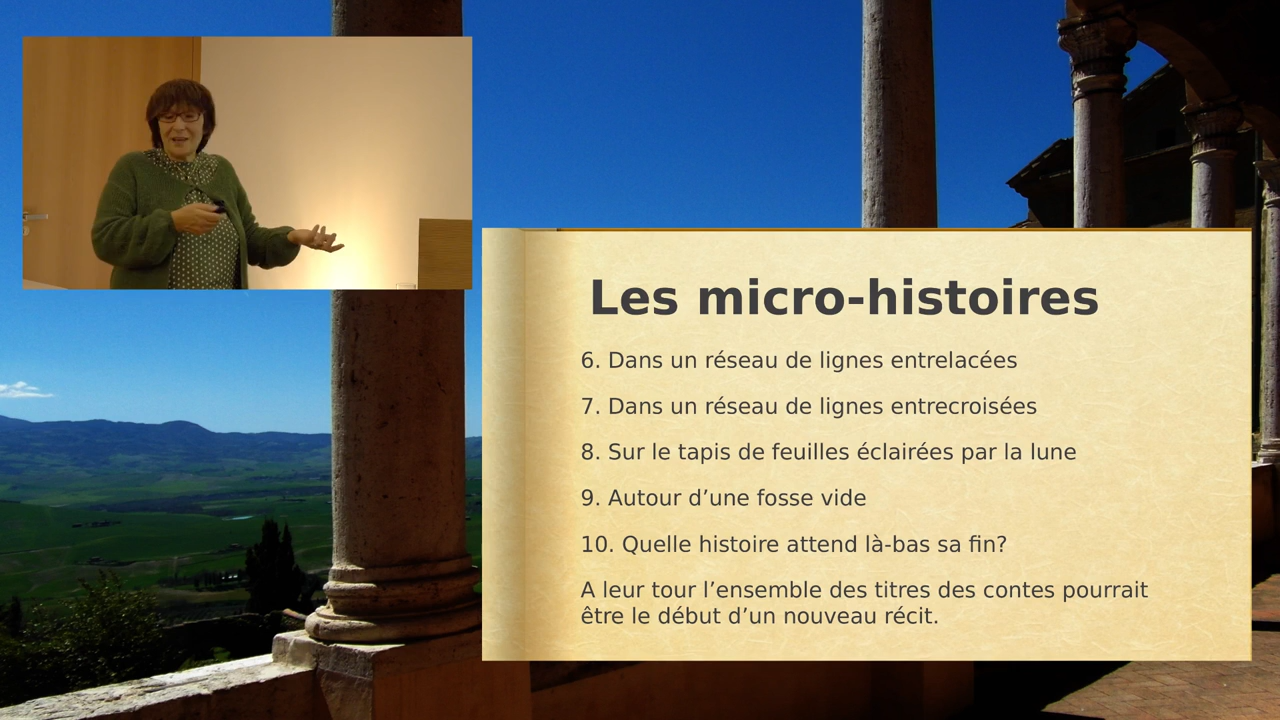 Les micro-histoires
6. Dans un réseau de lignes entrelacées
7. Dans un réseau de lignes entrecroisées
8. Sur le tapis de feuilles éclairées par la lune
9. Autour d’une fosse vide
10. Quelle histoire attend là-bas sa fin?
A leur tour l’ensemble des titres des contes pourrait
être le début d’un nouveau récit.